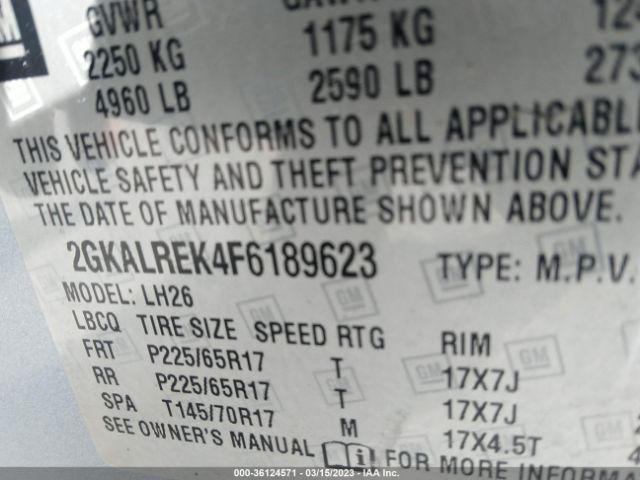 GM
GVWR
2250 KG 1175 KG
4960 LB 2590 LB 273
THIS VEHICLE CONFORMS TO ALL APPLICABL
VEHICLE SAFETY AND THEFT PREVENTION STA
THE DATE OF MANUFACTURE SHOWN ABOVE.
2GKALREK4F6189623 TYPE: M.P.V.
MODEL: LH26
LBCQ TIRE SIZE SPEED RTG RIM
FRT P225/65R17 T 17X7J
RR P225/65R17 T 17X7J
SPA T145/70R17 M 17X4.5T
SEE OWNER'S MANUAL FOR MORE INFORMA
000-36124571 - 03/15/2023 - IAA Inc.